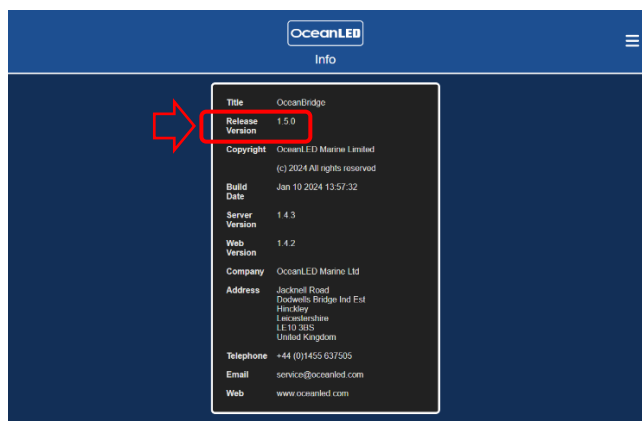 OceanLED
Info
Title OceanBridge
Release Version 1.5.0
Copyright OceanLED Marine Limited
(c) 2024 All rights reserved
Build Date Jan 10 2024 13:57:32
Server Version 1.4.3
Web Version 1.4.2
Company OceanLED Marine Ltd
Address Jacknell Road
Dodwells Bridge Ind Est
Hinckley
Leicestershire
LE10 3BS
United Kingdom
Telephone +44 (0)1455 637505
Email service@oceanled.com
Web www.oceanled.com